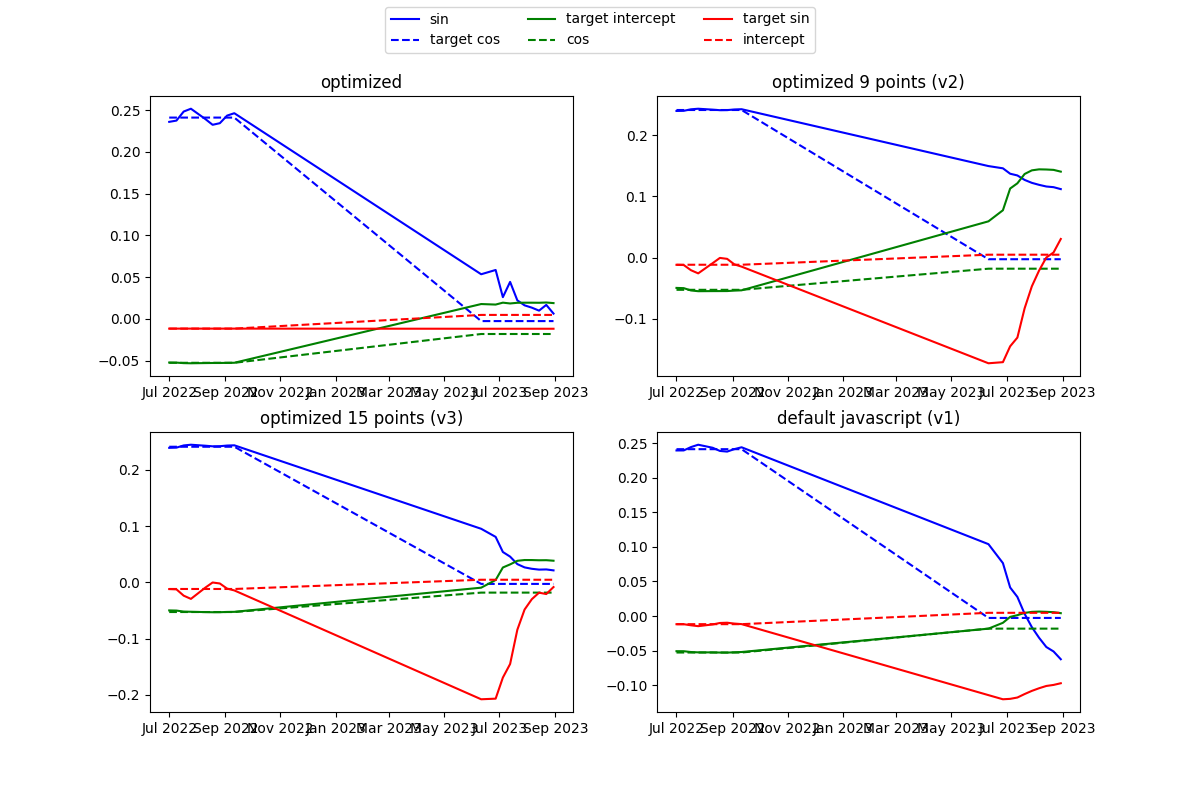 sin target intercept target sin
target cos cos intercept
optimized
optimized 9 points (v2)
0.25
0.20
0.15
0.10
0.05
0.00
−0.05
0.2
0.1
0.0
−0.1
Jul 2022 Sep 2022 Nov 2022 Jan 2023 Mar 2023 May 2023 Jul 2023 Sep 2023
Jul 2022 Sep 2022 Nov 2022 Jan 2023 Mar 2023 May 2023 Jul 2023 Sep 2023
optimized 15 points (v3)
default javascript (v1)
0.2
0.1
0.0
−0.1
−0.2
0.25
0.20
0.15
0.10
0.05
0.00
−0.05
−0.10
Jul 2022 Sep 2022 Nov 2022 Jan 2023 Mar 2023 May 2023 Jul 2023 Sep 2023
Jul 2022 Sep 2022 Nov 2022 Jan 2023 Mar 2023 May 2023 Jul 2023 Sep 2023